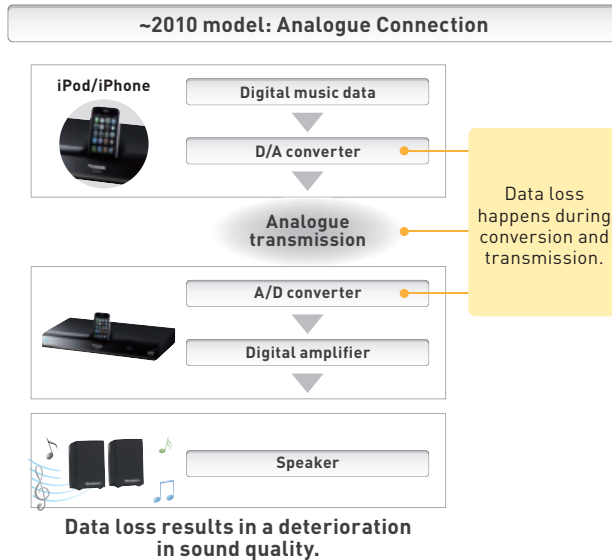 ~2010 model: Analogue Connection
iPod/iPhone
Digital music data
D/A converter
Analogue
transmission
Data loss
happens during
conversion and
transmission.
A/D converter
Digital amplifier
Speaker
Data loss results in a deterioration
in sound quality.